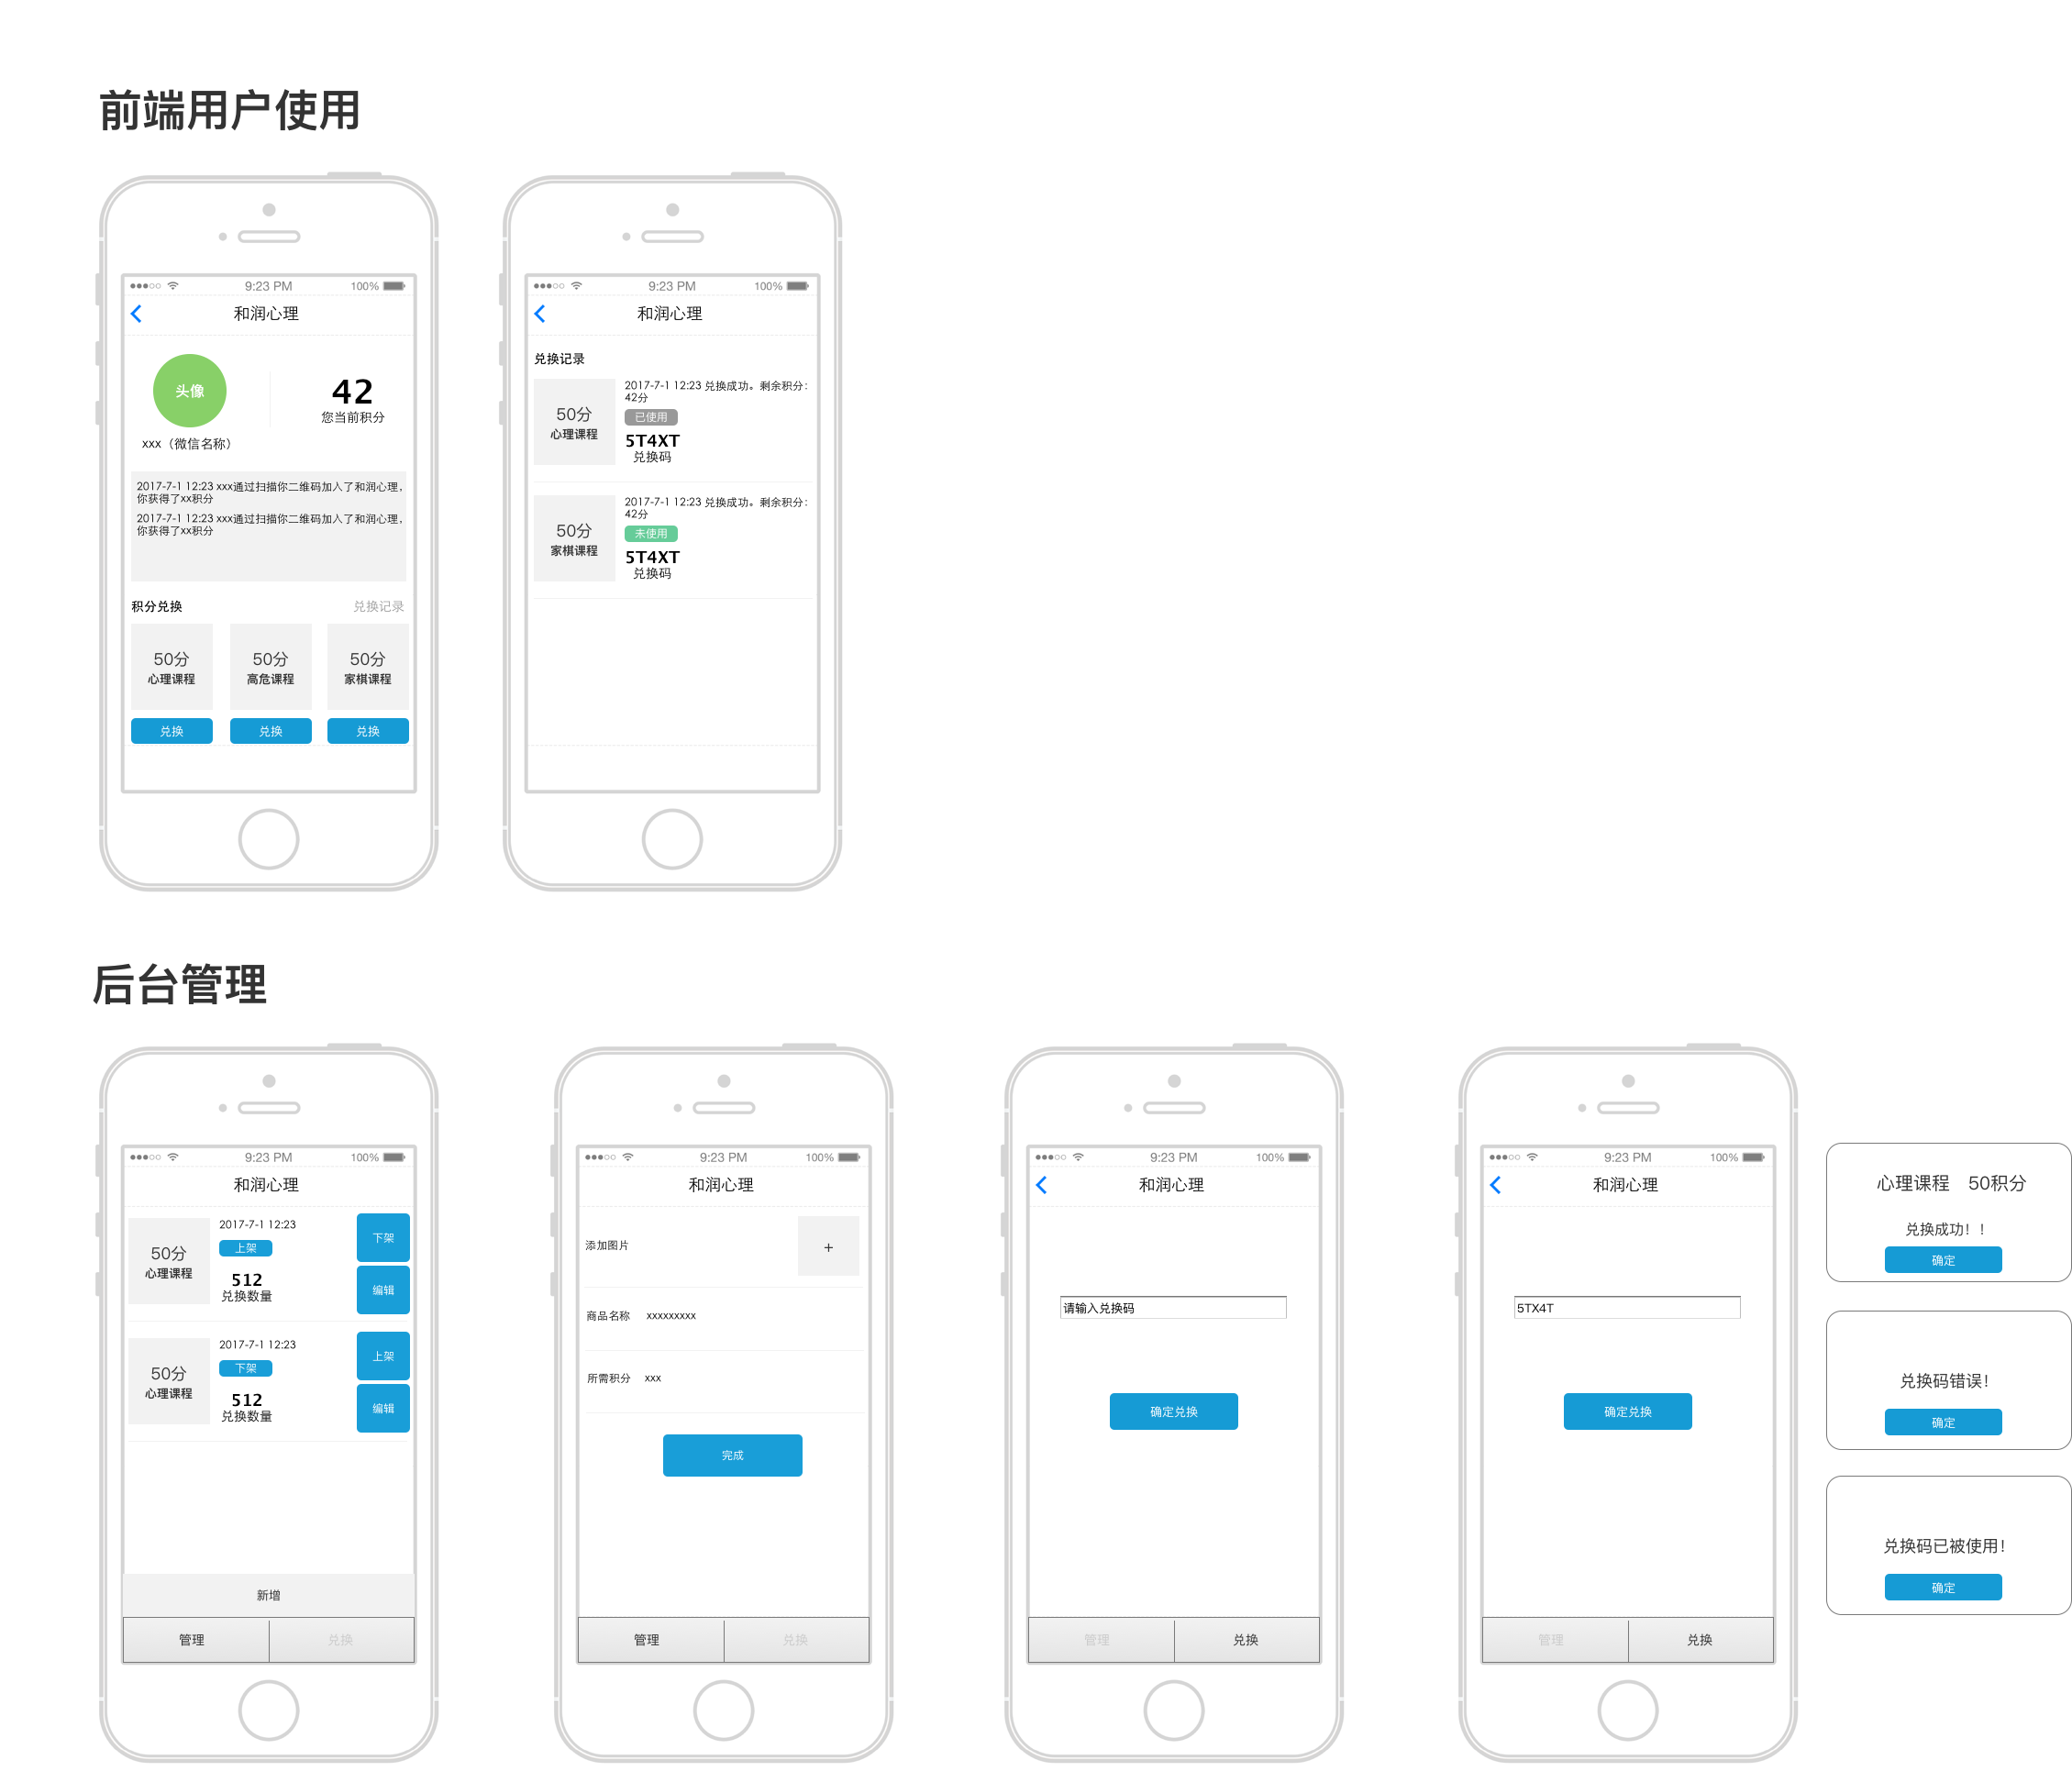 前端用户使用
9:23 PM
100%
和润心理
头像
xxx（微信名称）
42
您当前积分
2017-7-1 12:23 xxx通过扫描你二维码加入了和润心理，
你获得了xx积分
2017-7-1 12:23 xxx通过扫描你二维码加入了和润心理，
你获得了xx积分
积分兑换
兑换记录
50分
心理课程
50分
高危课程
50分
家棋课程
兑换
兑换
兑换
9:23 PM
100%
和润心理
兑换记录
50分
心理课程
2017-7-1 12:23 兑换成功。剩余积分：
42分
已使用
5T4XT
兑换码
50分
家棋课程
2017-7-1 12:23 兑换成功。剩余积分：
42分
未使用
5T4XT
兑换码
后台管理
9:23 PM
100%
和润心理
50分
心理课程
2017-7-1 12:23
上架
512
兑换数量
下架
编辑
50分
心理课程
2017-7-1 12:23
下架
512
兑换数量
上架
编辑
新增
管理
兑换
9:23 PM
100%
和润心理
添加图片
+
商品名称 xxxxxxxxx
所需积分 xxx
完成
管理
兑换
9:23 PM
100%
和润心理
请输入兑换码
确定兑换
管理
兑换
9:23 PM
100%
和润心理
5TX4T
确定兑换
管理
兑换
心理课程 50积分
兑换成功！！
确定
兑换码错误！
确定
兑换码已被使用！
确定